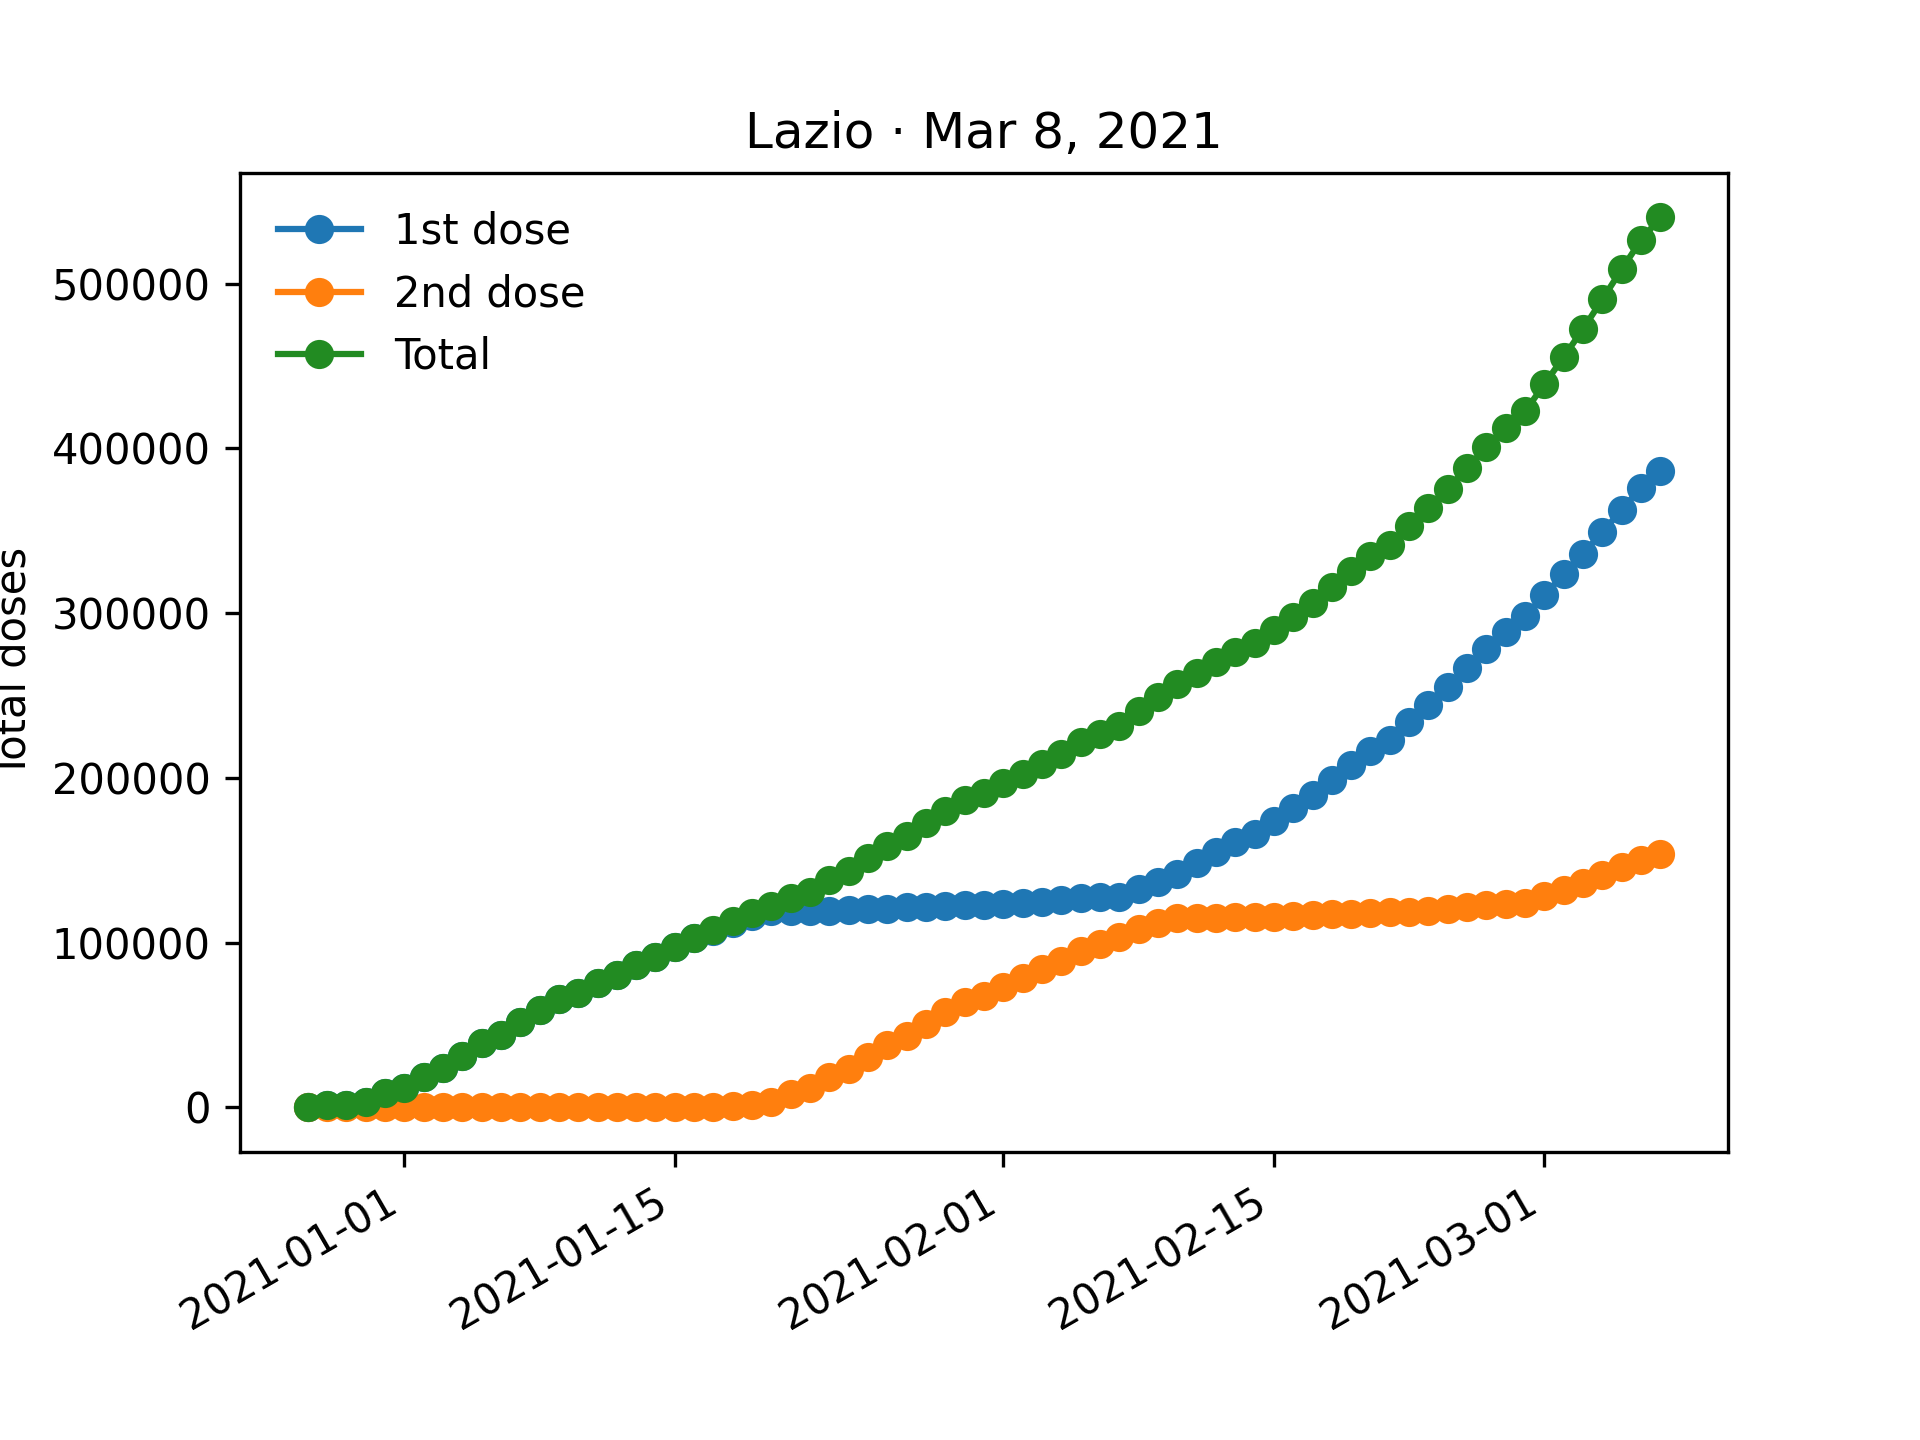 Lazio · Mar 8, 2021
1st dose
2nd dose
Total
Total doses
500000
400000
300000
200000
100000
0
2021-01-01
2021-01-15
2021-02-01
2021-02-15
2021-03-01